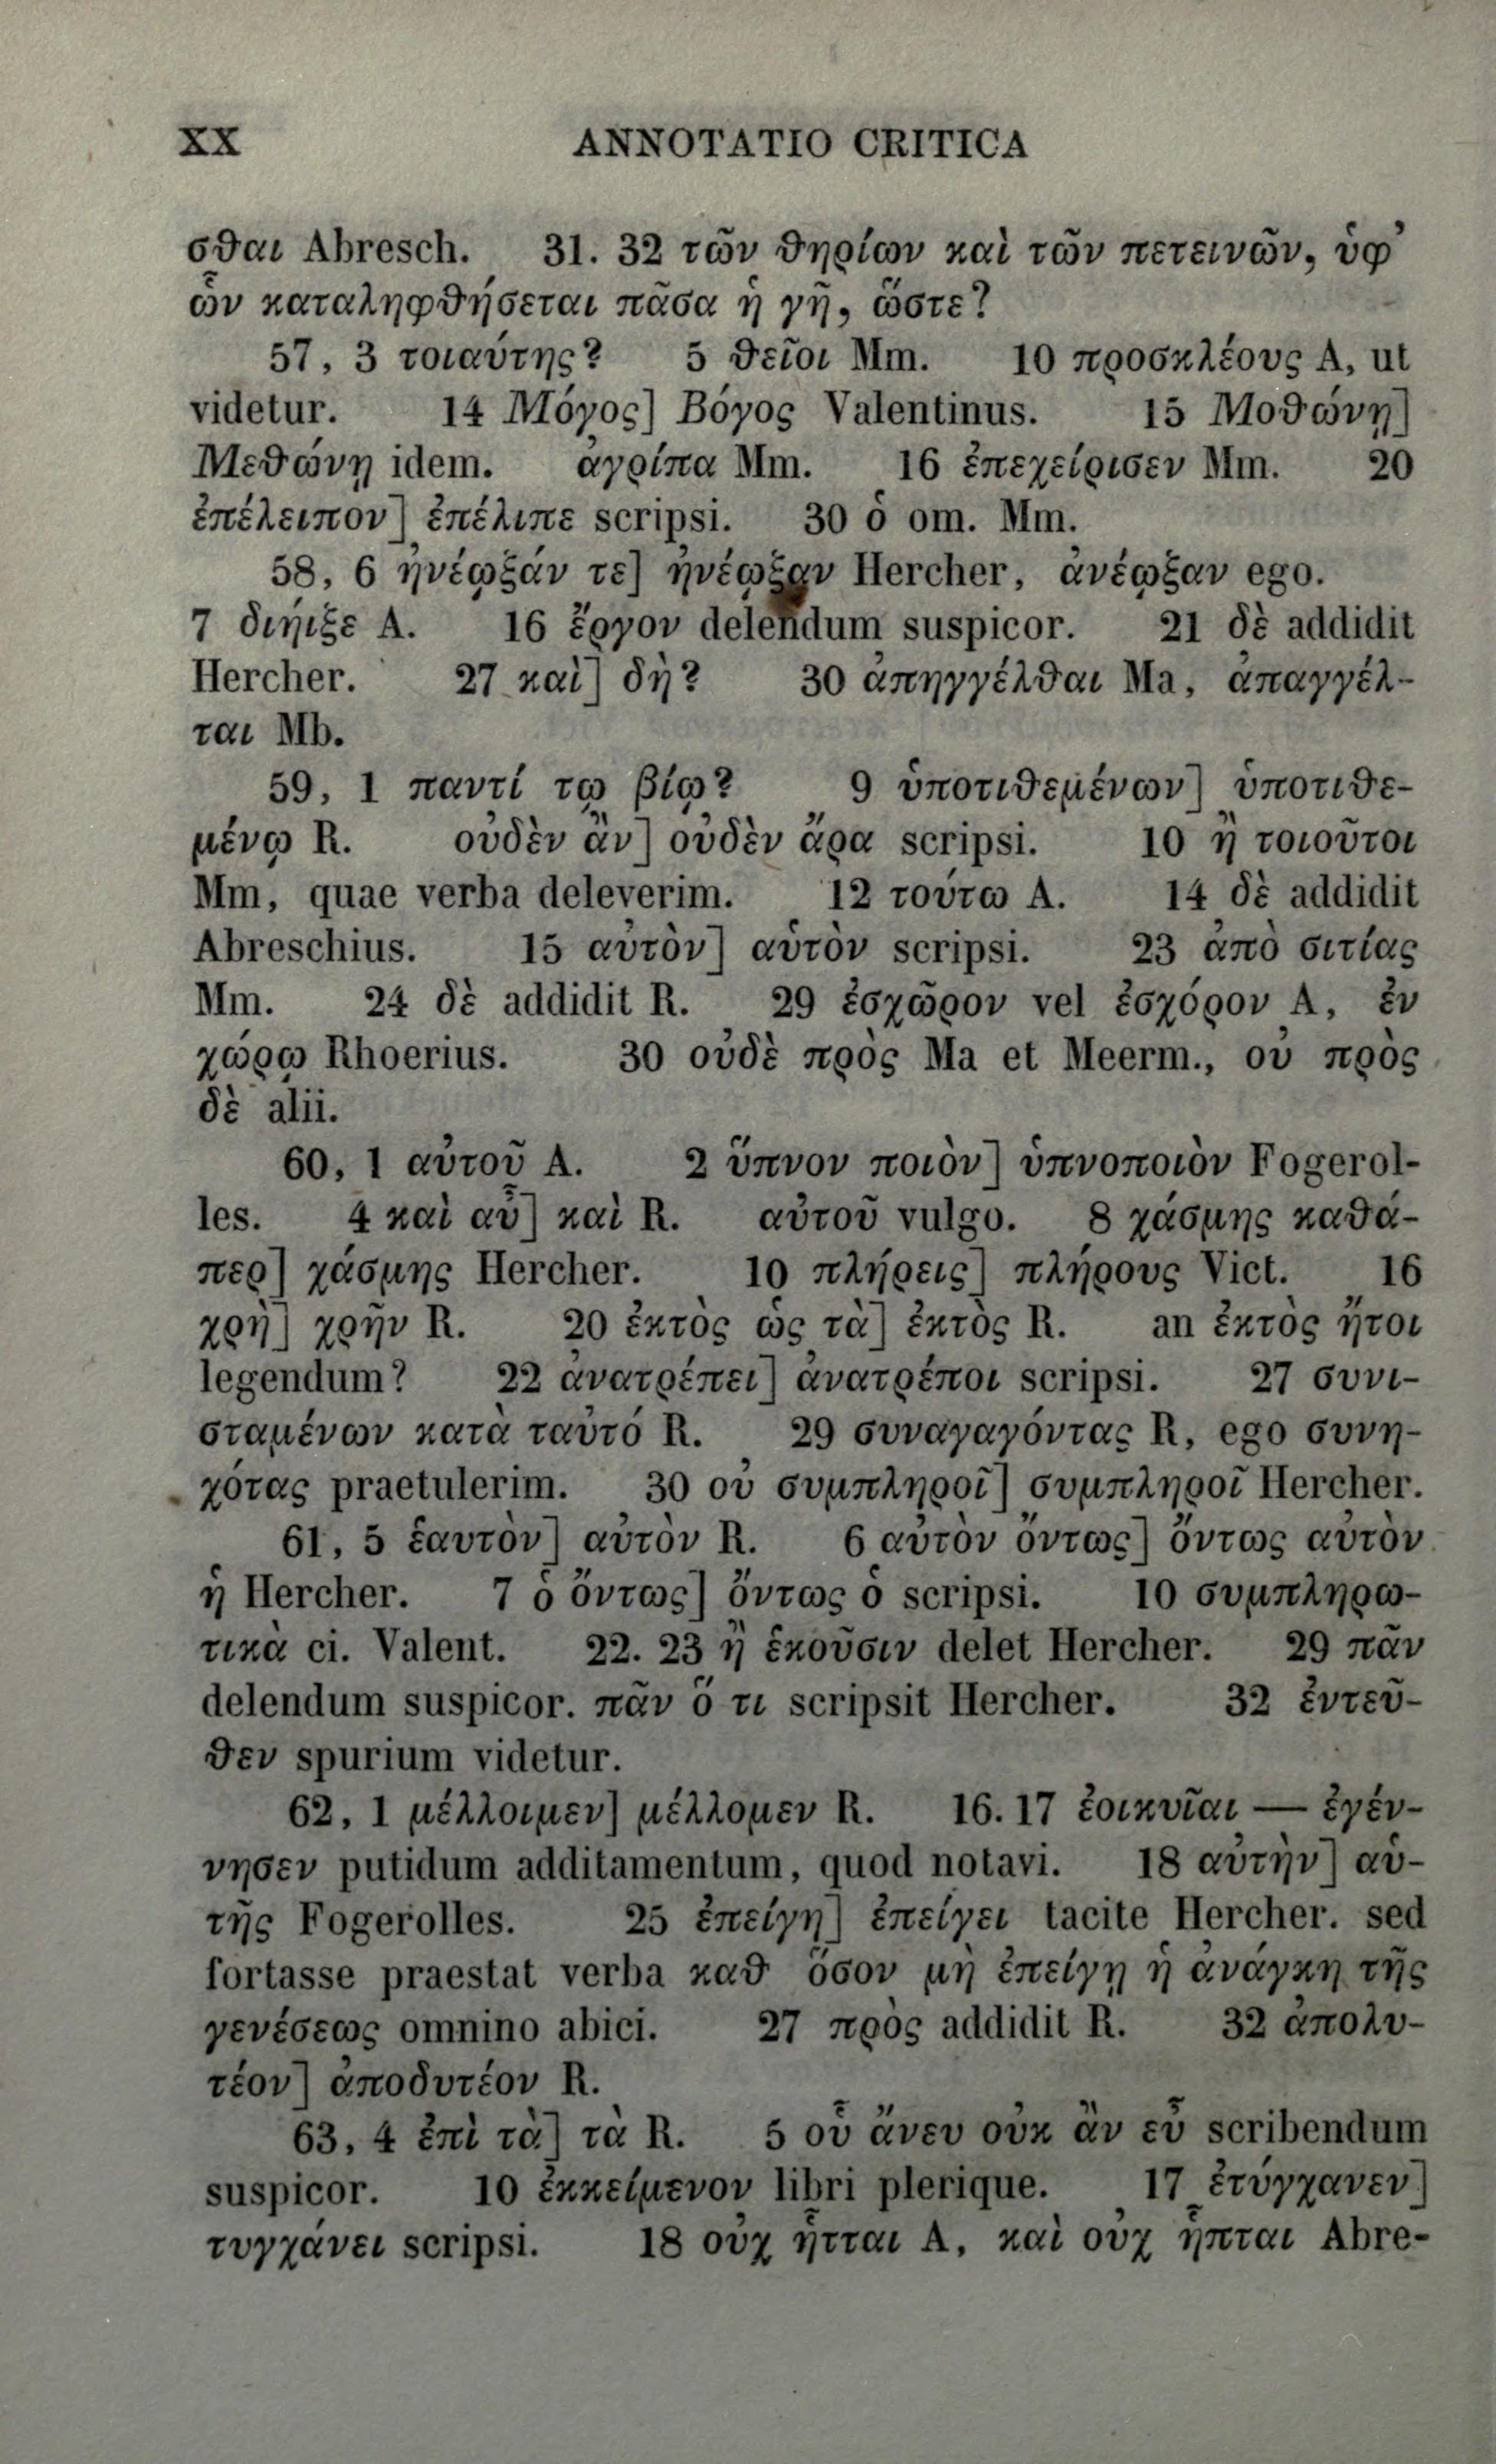 XX ANNOTATIO CRITICA
σθαι Abresch. 31. 32 τῶν θηρίων καὶ τῶν πετεινῶν, ὑφ’
ὧν καταληφθήσεται πᾶσα ἡ γῆ, ὥστε?
57, 3 τοιαύτης? 5 θεῖοι Mm. 10 προσκλέους A, ut
videtur. 14 Μόγος] Βόγος Valentinus. 15 Μοθώνῃ]
Μεθώνῃ idem. ἀγρίπα Mm. 16 ἐπεχείρισεν Mm. 20
ἐπέλειπον] ἐπέλιπε scripsi. 30 ὁ om. Mm.
58, 6 ἠνέῳξάν τε] ἠνέῳξαν Hercher, ἀνέῳξαν ego.
7 διήιξε A. 16 ἔργον delendum suspicor. 21 δὲ addidit
Hercher. 27 καὶ] δὴ? 30 ἀπηγγέλθαι Ma, ἀπαγγέλ-
ται Mb.
59, 1 παντί τῳ βίῳ? 9 ὑποτιθεμένων] ὑποτιθε-
μένῳ R. οὐδὲν ἂν] οὐδὲν ἄρα scripsi. 10 ἢ τοιοῦτοι
Mm, quae verba deleverim. 12 τούτω A. 14 δὲ addidit
Abreschius. 15 αὐτὸν] αὑτὸν scripsi. 23 ἀπὸ σιτίας
Mm. 24 δὲ addidit R. 29 ἐσχῶρον vel ἐσχόρον A, ἐν
χώρῳ Rhoerius. 30 οὐδὲ πρὸς Ma et Meerm., οὐ πρὸς
δὲ alii.
60, 1 αὐτοῦ A. 2 ὕπνον ποιὸν] ὑπνοποιὸν Fogerol-
les. 4 καὶ αὖ] καὶ R. αὐτοῦ vulgo. 8 χάσμης καθά-
περ] χάσμης Hercher. 10 πλήρεις] πλήρους Vict. 16
χρὴ] χρῆν R. 20 ἐκτὸς ὡς τὰ] ἐκτὸς R. an ἐκτὸς ἤτοι
legendum? 22 ἀνατρέπει] ἀνατρέποι scripsi. 27 συνι-
σταμένων κατὰ ταὐτό R. 29 συναγαγόντας R, ego συνη-
χότας praetulerim. 30 οὐ συμπληροῖ] συμπληροῖ Hercher.
61, 5 ἑαυτὸν] αὐτὸν R. 6 αὐτὸν ὄντως] ὄντως αὐτὸν
ἡ Hercher. 7 ὁ ὄντως] ὄντως ὁ scripsi. 10 συμπληρω-
τικὰ ci. Valent. 22. 23 ἢ ἑκοῦσιν delet Hercher. 29 πᾶν
delendum suspicor. πᾶν ὅ τι scripsit Hercher. 32 ἐντεῦ-
θεν spurium videtur.
62, 1 μέλλοιμεν] μέλλομεν R. 16. 17 ἐοικυῖαι — ἐγέν-
νησεν putidum additamentum, quod notavi. 18 αὐτὴν] αὑ-
τῆς Fogerolles. 25 ἐπείγῃ] ἐπείγει tacite Hercher. sed
fortasse praestat verba καθ ὅσον μὴ ἐπείγῃ ἡ ἀνάγκη τῆς
γενέσεως omnino abici. 27 πρὸς addidit R. 32 ἀπολυ-
τέον] ἀποδυτέον R.
63, 4 ἐπὶ τὰ] τὰ R. 5 οὗ ἄνευ οὐκ ἂν εὖ scribendum
suspicor. 10 ἐκκείμενον libri plerique. 17 ἐτύγχανεν]
τυγχάνει scripsi. 18 οὐχ ἧτται A, καὶ οὐχ ἧπται Abre-